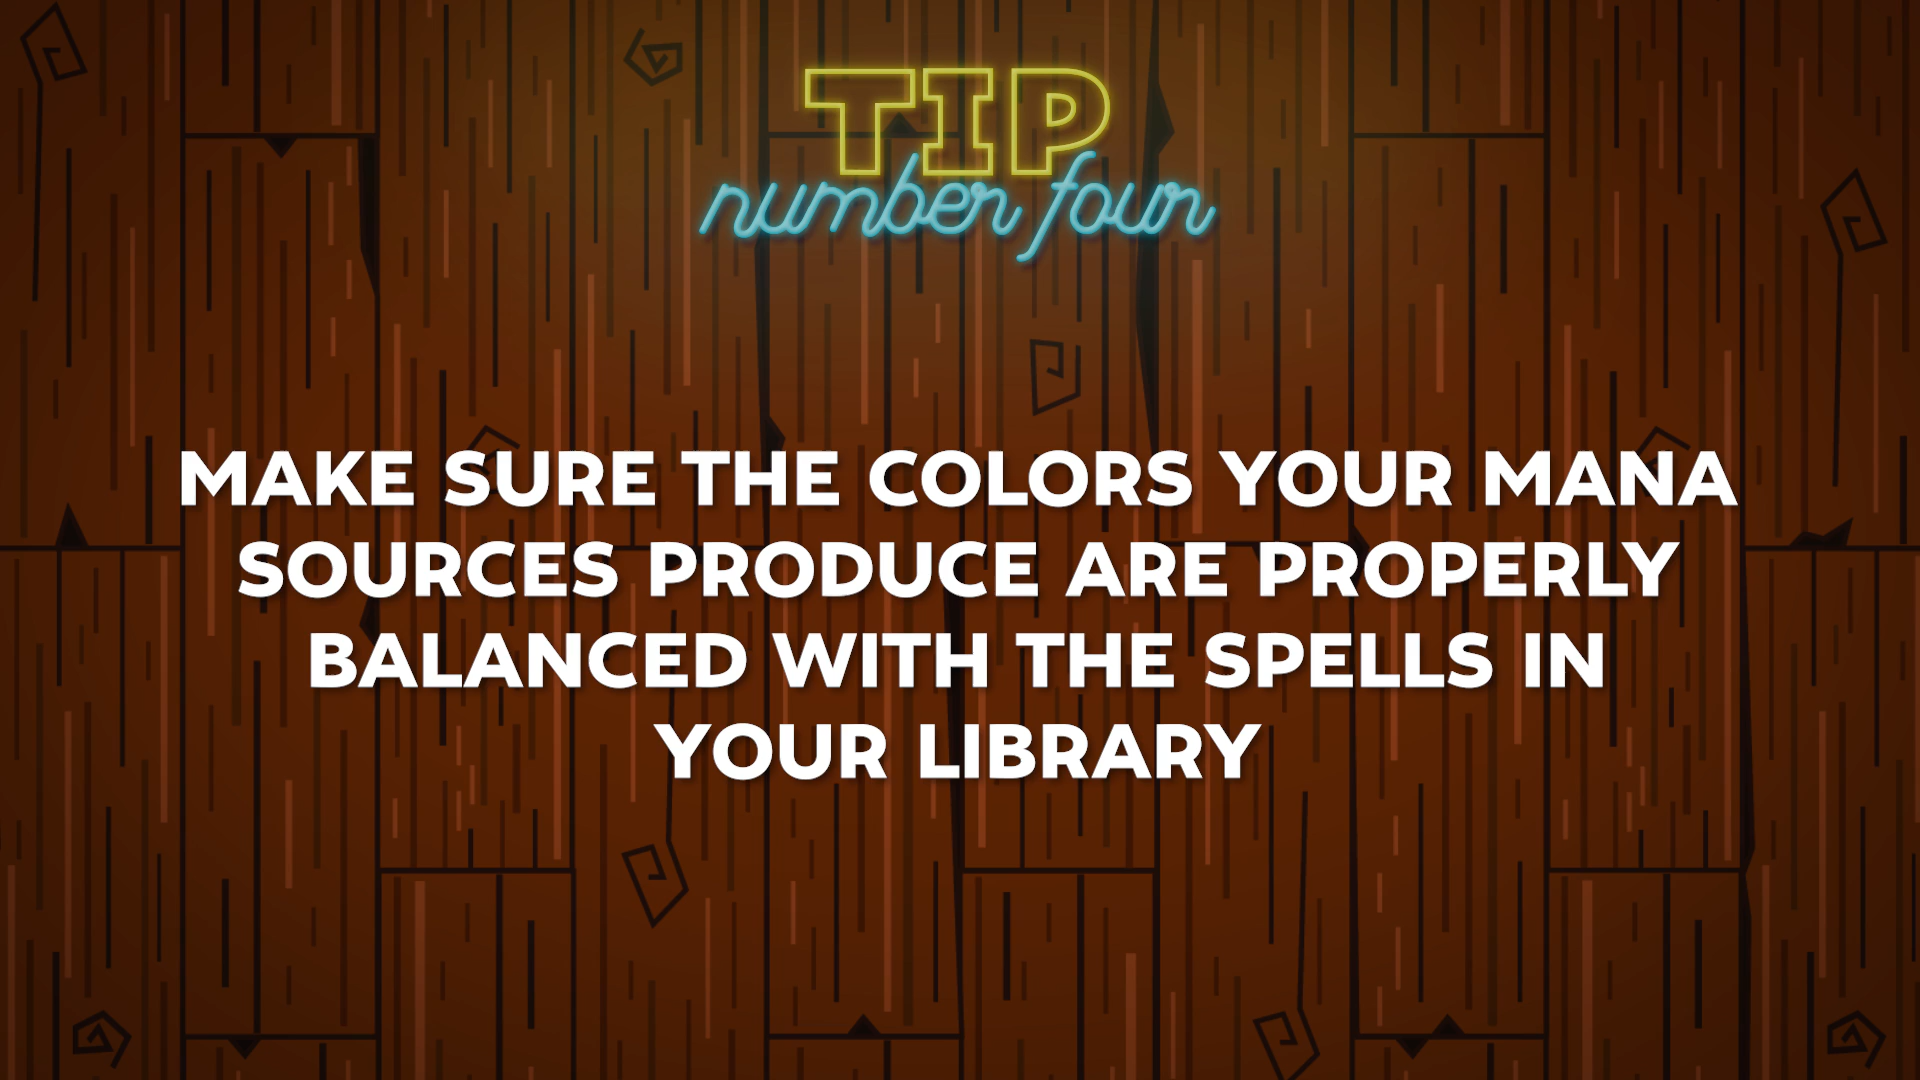 TIP
number four
MAKE SURE THE COLORS YOUR MANA
SOURCES PRODUCE ARE PROPERLY
BALANCED WITH THE SPELLS IN
YOUR LIBRARY